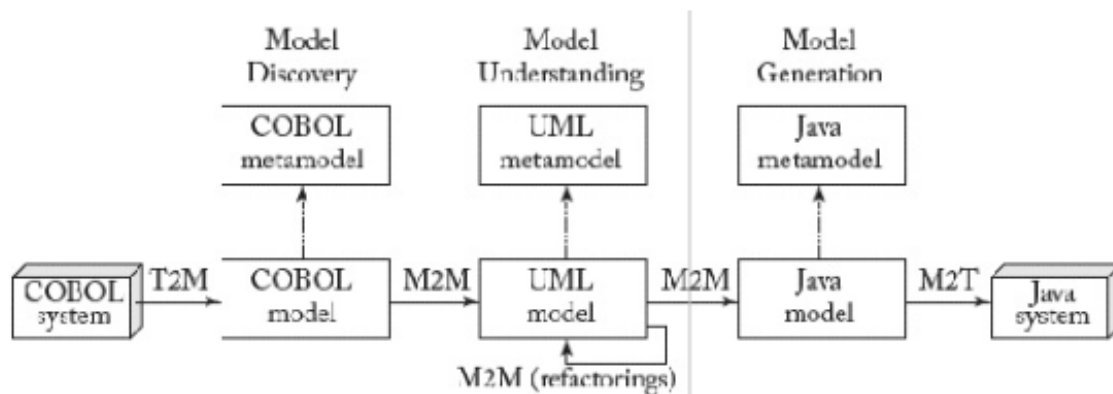 Model
Discovery
Model
Understanding
Model
Generation
COBOL
metamodel
UML
metamodel
Java
metamodel
COBOL
system
T2M
COBOL
model
M2M
UML
model
M2M
Java
model
M2T
Java
system
M2M (refactorings)